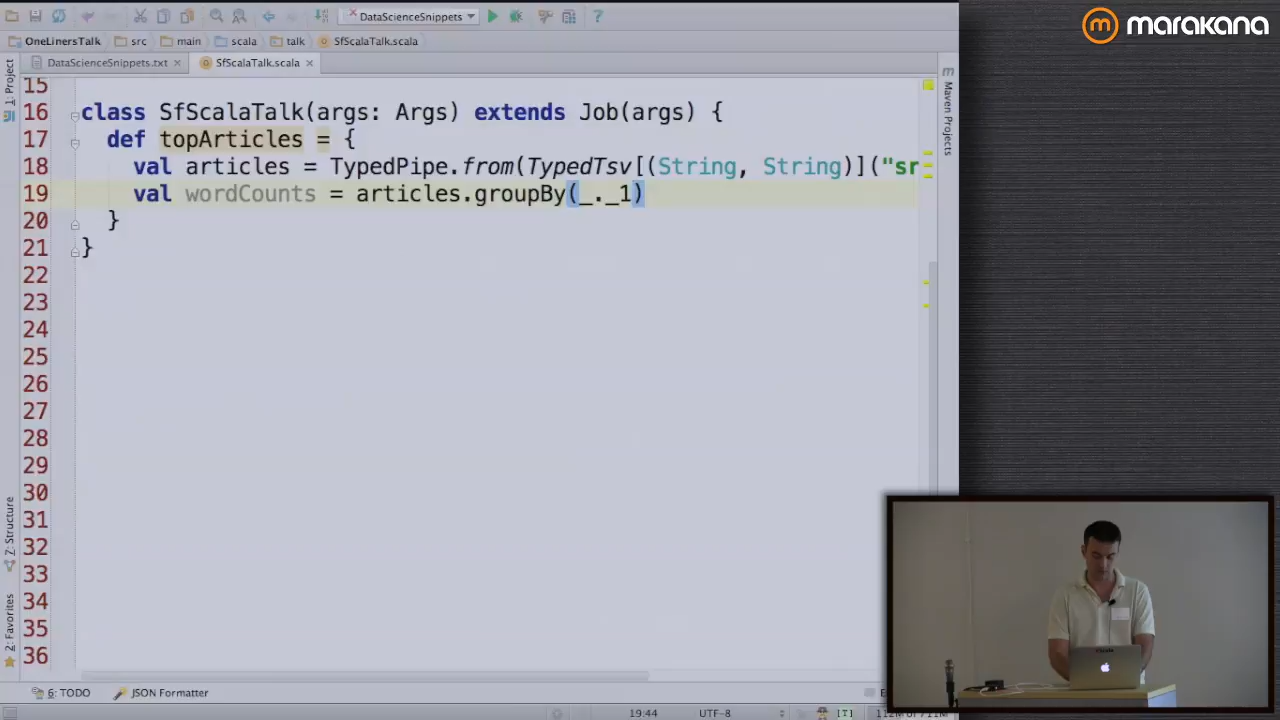 DataScienceSnippets
marakana
OneLinersTalk src main scala talk SfScalaTalk.scala
DataScienceSnippets.txt SfScalaTalk.scala
1: Project
Maven Projects
15
16 class SfScalaTalk(args: Args) extends Job(args) {
17 def topArticles = {
18 val articles = TypedPipe.from(TypedTsv[(String, String)]("sr
19 val wordCounts = articles.groupBy(_._1)
20 }
21 }
22
23
24
25
26
27
28
29
30
31
32
33
34
35
36
7: Structure
2: Favorites
6: TODO JSON Formatter
19:44 UTF-8 [T]